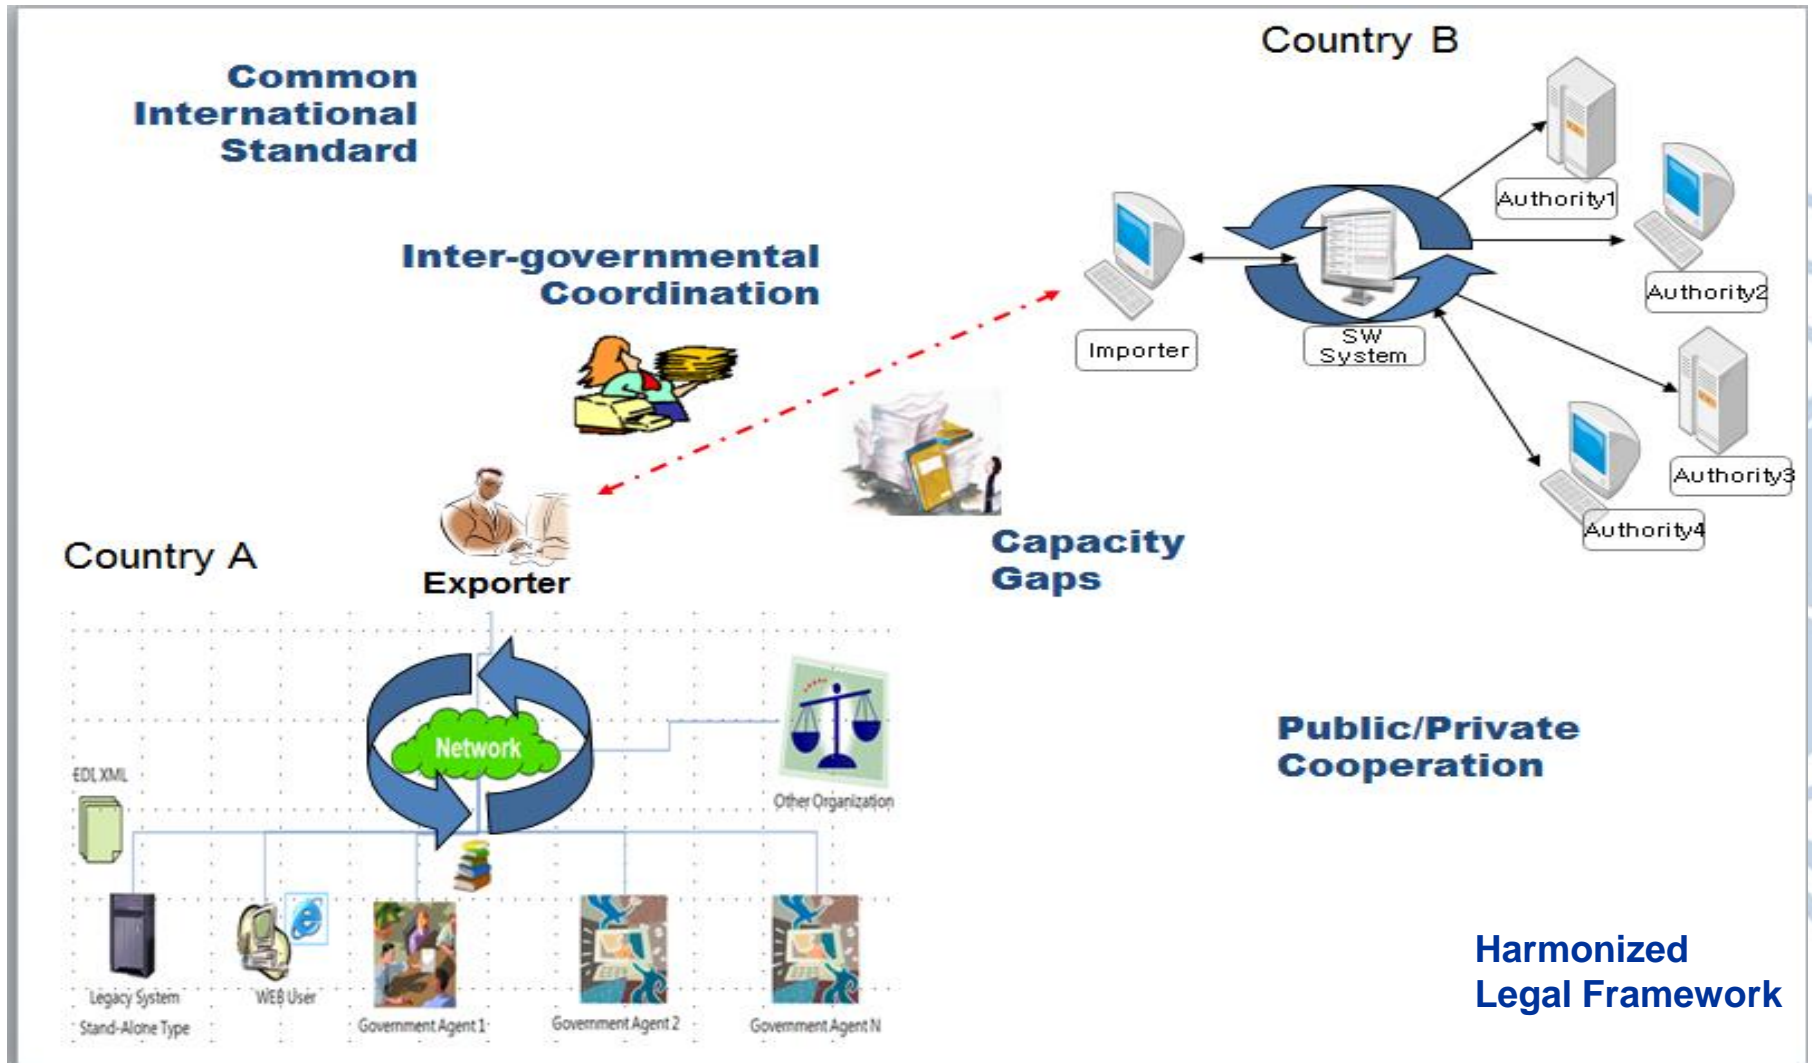 Country B
Common
International
Standard
Authority1
Inter-governmental
Coordination
Authority2
Importer
SW
System
Authority3
Authority4
Capacity
Gaps
Country A
Exporter
Network
Public/Private
Cooperation
EDI, XML
Other Organization
Legacy System
Stand-Alone Type
WEB User
Government Agent 1
Government Agent 2
Government Agent N
Harmonized
Legal Framework